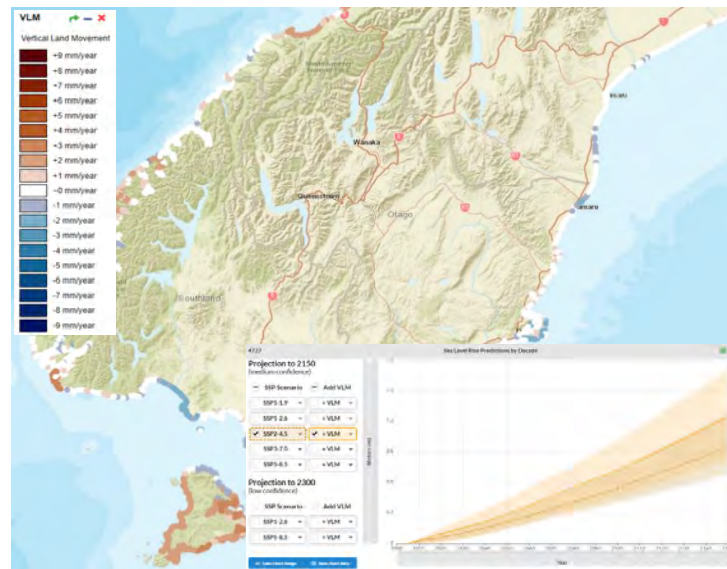 VLM
Vertical Land Movement
+9 mm/year
+8 mm/year
+7 mm/year
+6 mm/year
+5 mm/year
+4 mm/year
+3 mm/year
+2 mm/year
+1 mm/year
~0 mm/year
-1 mm/year
-2 mm/year
-3 mm/year
-4 mm/year
-5 mm/year
-6 mm/year
-7 mm/year
-8 mm/year
-9 mm/year
Wānaka
Queenstown
Otago
Southland
Sea Level Rise Predictions by Decade
Projection to 2150
(medium confidence)
SSP Scenario Add VLM
SSP1-1.9 + VLM
SSP1-2.6 + VLM
SSP2-4.5 + VLM
SSP3-7.0 + VLM
SSP5-8.5 + VLM
Projection to 2300
(low confidence)
SSP Scenario Add VLM
SSP1-2.6 + VLM
SSP5-8.5 + VLM
Year